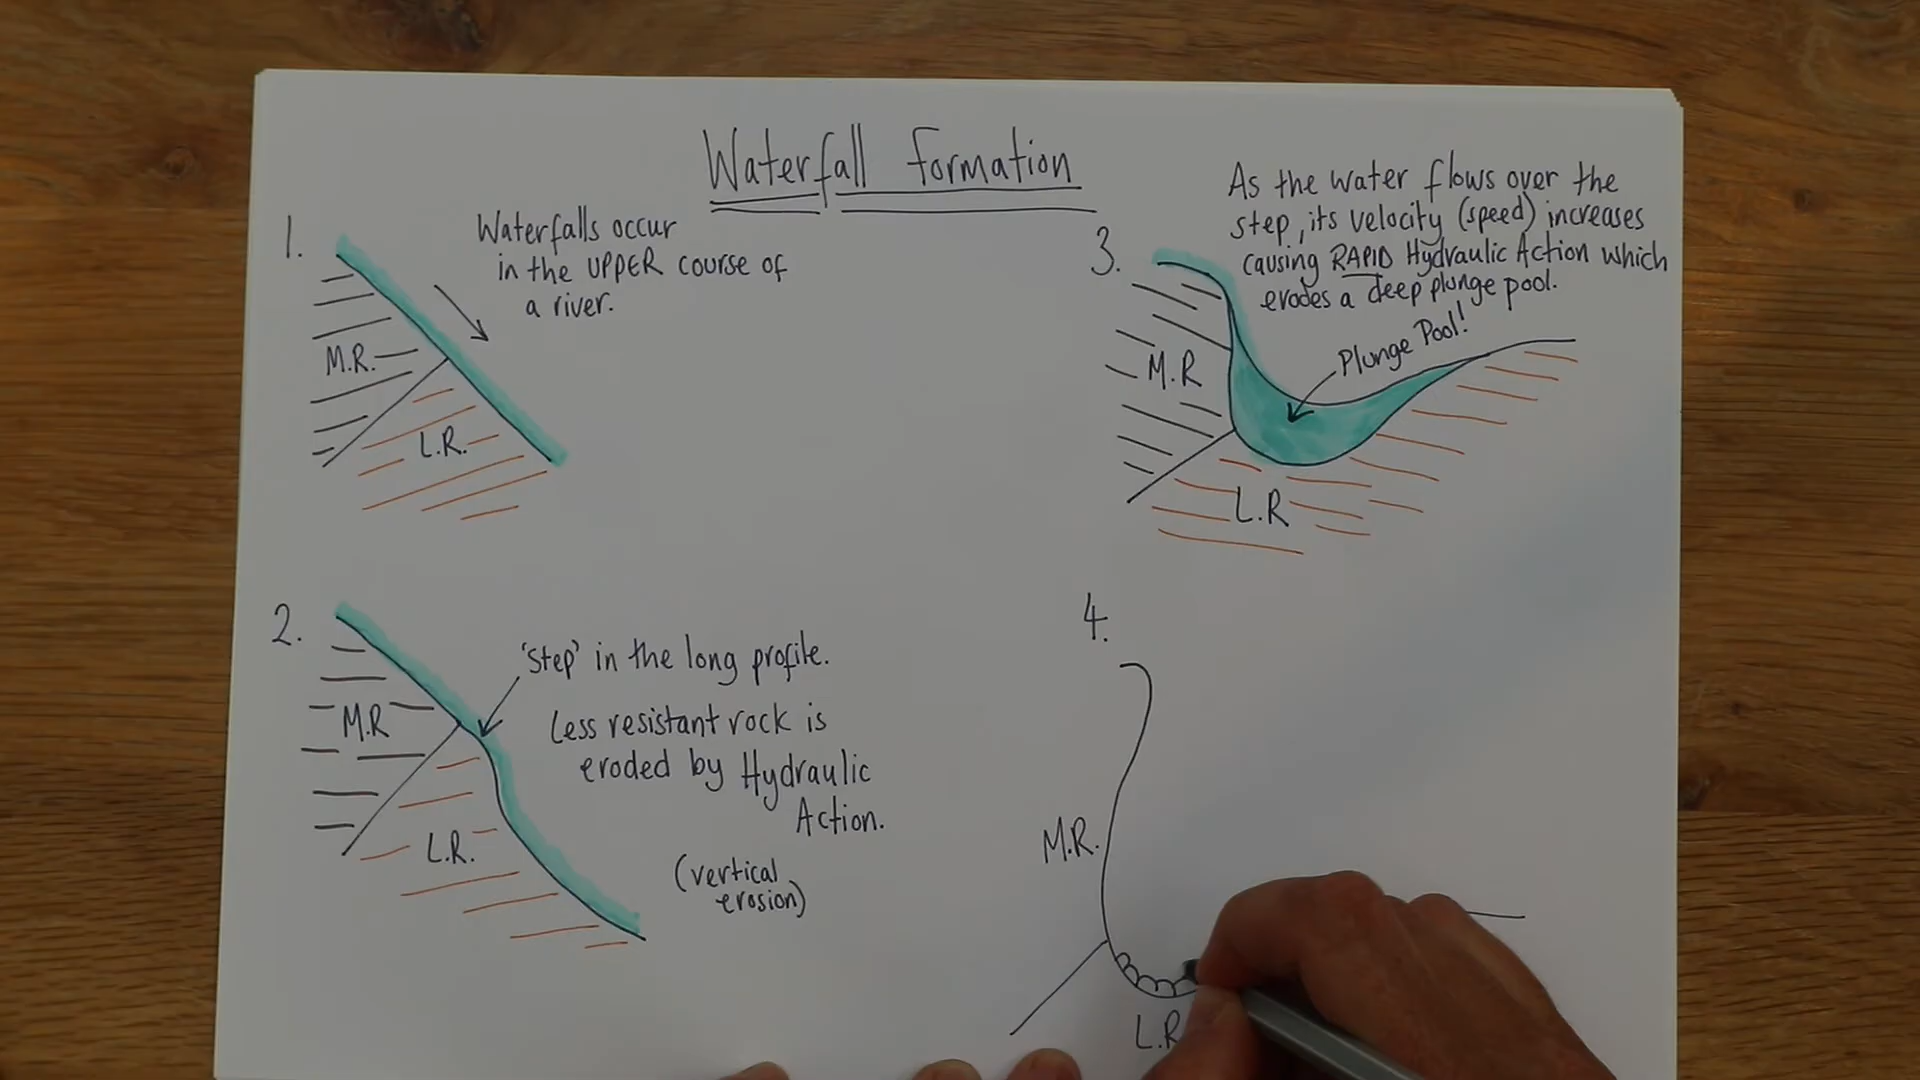 Waterfall formation
1.
Waterfalls occur
in the UPPER course of
a river.
M.R.
L.R.
2.
'Step' in the long profile.
Less resistant rock is
eroded by Hydraulic
Action.
(vertical
erosion)
M.R
L.R.
3.
As the water flows over the
step, its velocity (speed) increases
causing RAPID Hydraulic Action which
erodes a deep plunge pool.
Plunge Pool!
M.R
L.R
4.
M.R.
L.R